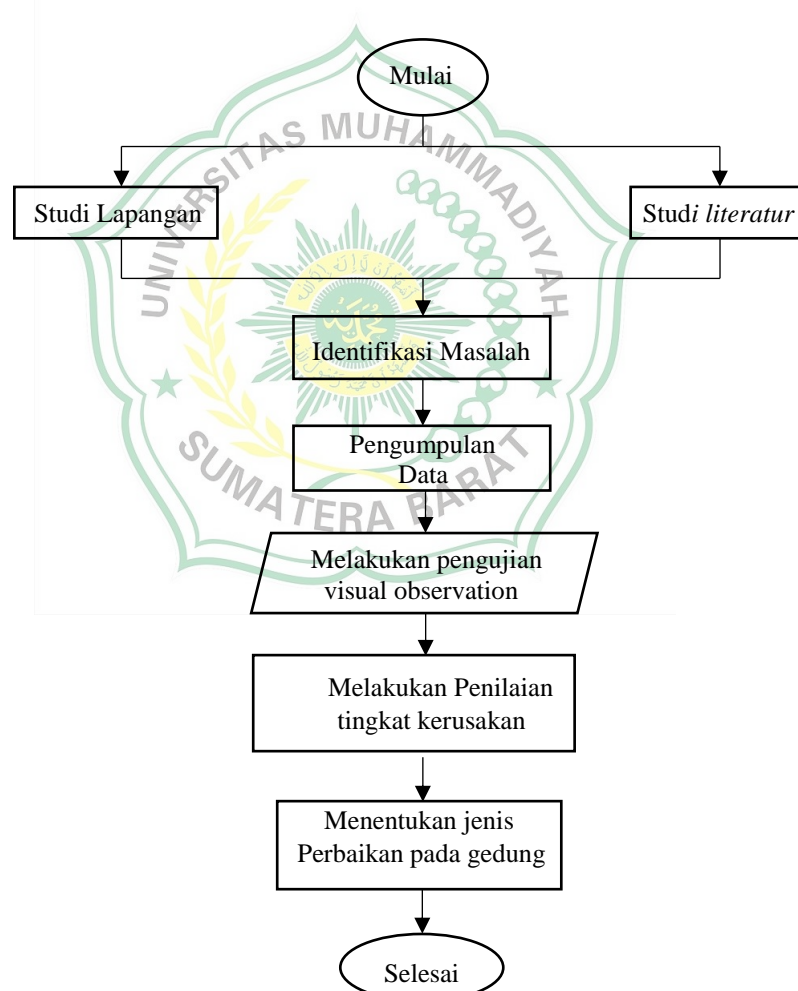 Mulai
UNIVERSITAS MUHAMMADIYAH
Studi Lapangan
Studi literatur
Identifikasi Masalah
Pengumpulan
Data
SUMATERA BARAT
Melakukan pengujian
visual observation
Melakukan Penilaian
tingkat kerusakan
Menentukan jenis
Perbaikan pada gedung
Selesai